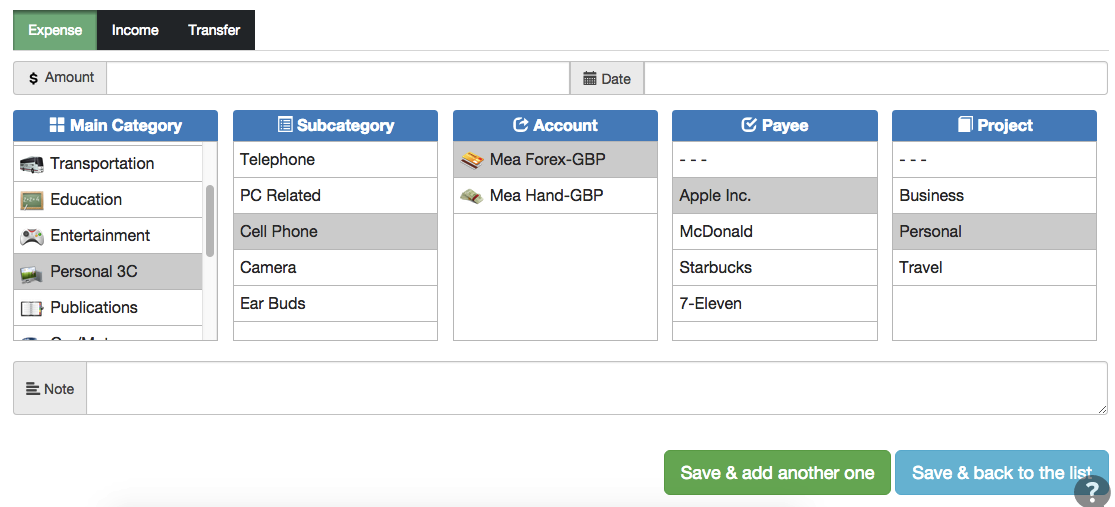 Expense Income Transfer
$ Amount Date
Main Category
Transportation
Education
Entertainment
Personal 3C
Publications
Subcategory
Telephone
PC Related
Cell Phone
Camera
Ear Buds
Account
Mea Forex-GBP
Mea Hand-GBP
Payee
- - -
Apple Inc.
McDonald
Starbucks
7-Eleven
Project
- - -
Business
Personal
Travel
Note
Save & add another one Save & back to the list
?